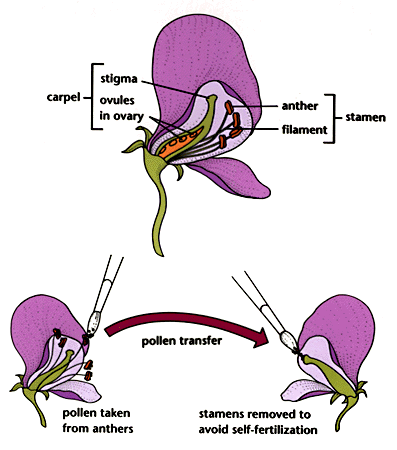 stigma
carpel
ovules
in ovary
anther
filament
stamen
pollen transfer
pollen taken
from anthers
stamens removed to
avoid self-fertilization